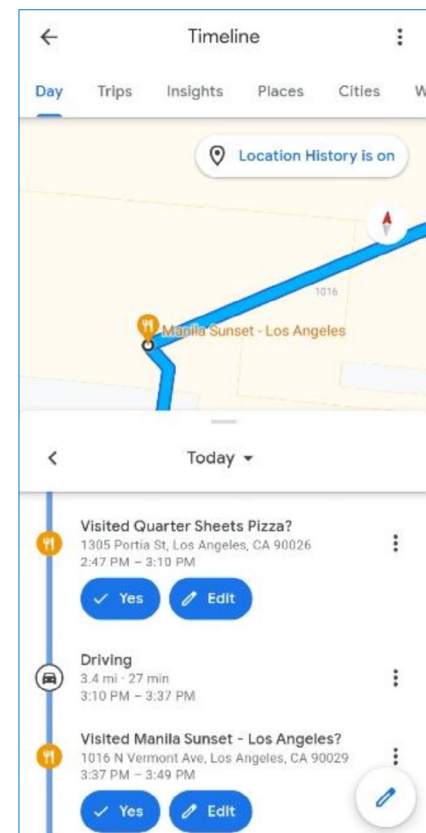 Timeline
Day Trips Insights Places Cities W
Location History is on
1016
Manila Sunset - Los Angeles
Today
Visited Quarter Sheets Pizza?
1305 Portia St, Los Angeles, CA 90026
2:47 PM – 3:10 PM
Yes Edit
Driving
3.4 mi · 27 min
3:10 PM – 3:37 PM
Visited Manila Sunset - Los Angeles?
1016 N Vermont Ave, Los Angeles, CA 90029
3:37 PM – 3:49 PM
Yes Edit